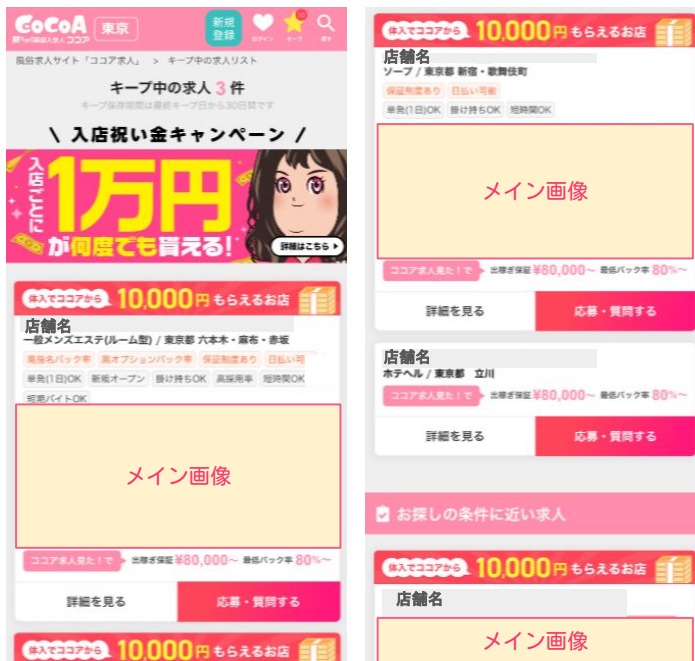 CoCoA
東京
新規
登録
ログイン
キープ
探す
風俗求人サイト「ココア求人」 > キープ中の求人リスト
キープ中の求人 3 件
キープ保存期間は最終キープ日から30日間です
\ 入店祝い金キャンペーン /
入店ごとに
1万円
が何度でも貰える!
詳細はこちら
体入でココアから 10,000円 もらえるお店
店舗名
一般メンズエステ(ルーム型) / 東京都 六本木・麻布・赤坂
高指名バック率 高オプションバック率 保証制度あり 日払い可
単発(1日)OK 新規オープン 掛け持ちOK 高採用率 短時間OK
短期バイトOK
メイン画像
ココア求人見た!で 出稼ぎ保証 ¥80,000〜 最低バック率 80%〜
詳細を見る
応募・質問する
体入でココアから 10,000円 もらえるお店
体入でココアから 10,000円 もらえるお店
店舗名
ソープ / 東京都 新宿・歌舞伎町
保証制度あり 日払い可能
単発(1日)OK 掛け持ちOK 短時間OK
メイン画像
ココア求人見た!で 出稼ぎ保証 ¥80,000〜 最低バック率 80%〜
詳細を見る
応募・質問する
店舗名
ホテヘル / 東京都 立川
ココア求人見た!で 出稼ぎ保証 ¥80,000〜 最低バック率 80%〜
詳細を見る
応募・質問する
お探しの条件に近い求人
体入でココアから 10,000円 もらえるお店
店舗名
メイン画像